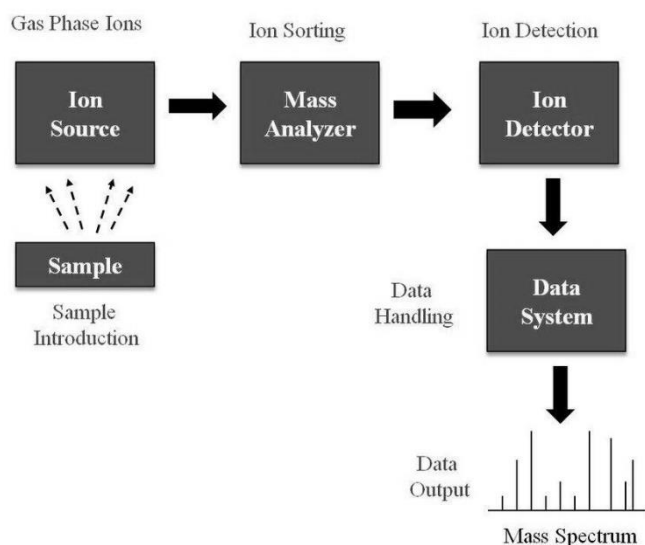 Gas Phase Ions
Ion Sorting
Ion Detection
Ion
Source
Mass
Analyzer
Ion
Detector
Sample
Sample
Introduction
Data
Handling
Data
System
Data
Output
Mass Spectrum